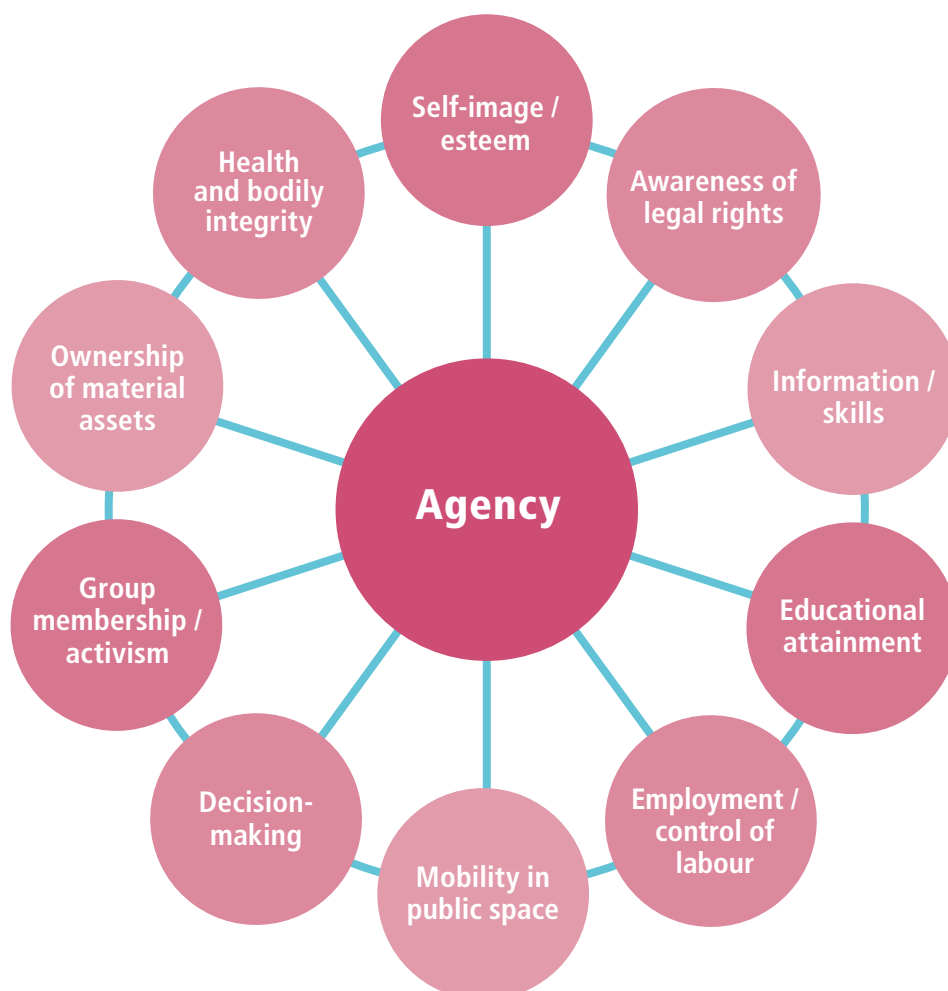 Self-image /
esteem
Awareness of
legal rights
Information /
skills
Educational
attainment
Employment /
control of
labour
Mobility in
public space
Decision-
making
Group
membership /
activism
Ownership
of material
assets
Health
and bodily
integrity
Agency